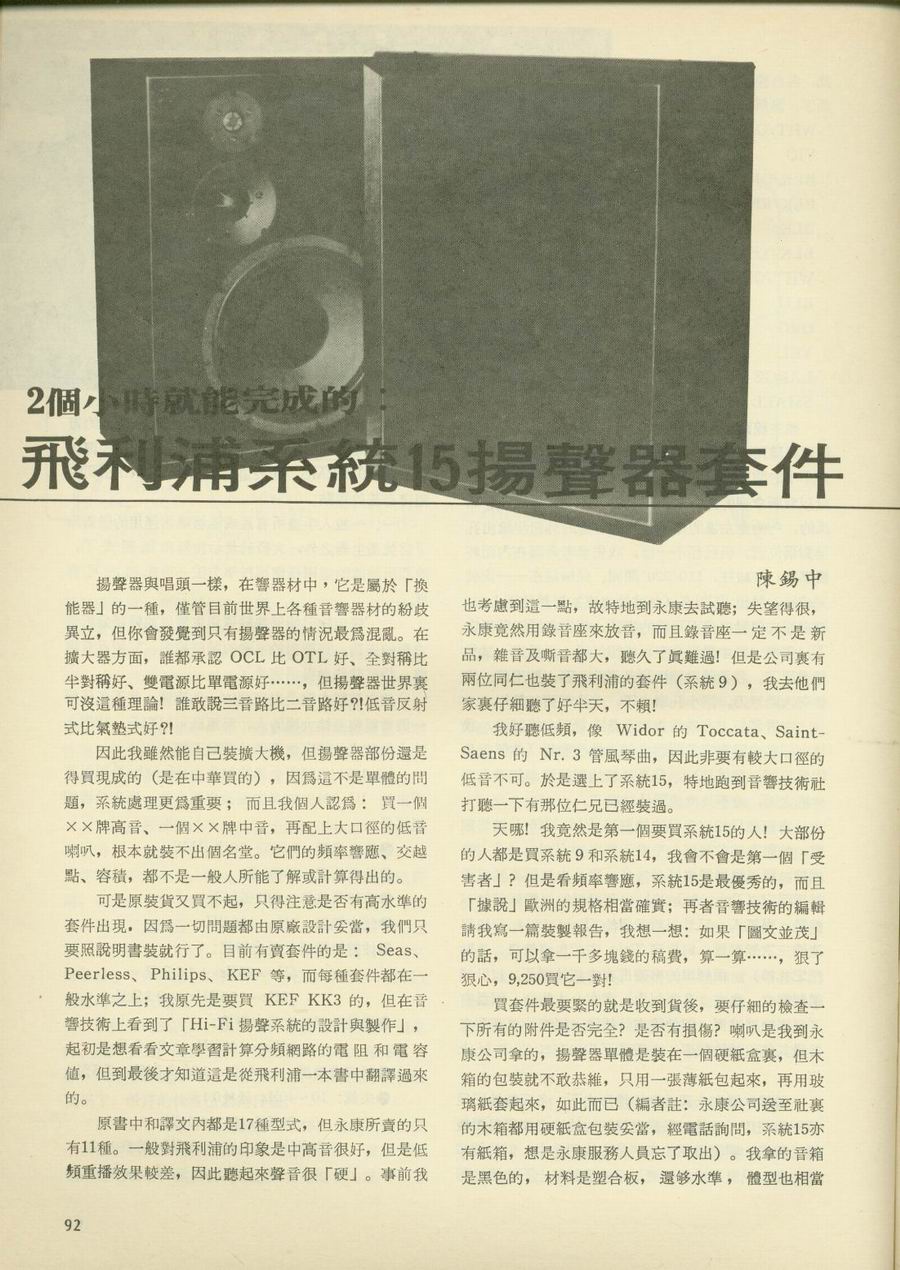 2個小時就能完成的：
飛利浦系統15揚聲器套件
陳錫中
揚聲器與唱頭一樣，在響器材中，它是屬於「換
能器」的一種，僅管目前世界上各種音響器材的紛歧
異立，但你會發覺到只有揚聲器的情況最爲混亂。在
擴大器方面，誰都承認 OCL 比 OTL 好、全對稱比
半對稱好、雙電源比單電源好……，但揚聲器世界裏
可沒這種理論！誰敢說三音路比二音路好?!低音反射
式比氣墊式好?!
因此我雖然能自己裝擴大機，但揚聲器部份還是
得買現成的（是在中華買的），因爲這不是單體的問
題，系統處理更爲重要；而且我個人認爲：買一個
××牌高音、一個××牌中音，再配上大口徑的低音
喇叭，根本就裝不出個名堂。它們的頻率響應、交越
點、容積，都不是一般人所能了解或計算得出的。
可是原裝貨又買不起，只得注意是否有高水準的
套件出現．因爲一切問題都由原廠設計妥當，我們只
要照說明書裝就行了。目前有賣套件的是：Seas、
Peerless、Philips、KEF 等，而每種套件都在一
般水準之上；我原先是要買 KEF KK3 的，但在音
響技術上看到了「Hi-Fi 揚聲系統的設計與製作」，
起初是想看看文章學習計算分頻網路的電阻和電容
値，但到最後才知道這是從飛利浦一本書中翻譯過來
的。
原書中和譯文內都是17種型式，但永康所賣的只
有11種。一般對飛利浦的印象是中高音很好，但是低
頻重播效果較差，因此聽起來聲音很「硬」。事前我
也考慮到這一點，故特地到永康去試聽；失望得很，
永康竟然用錄音座來放音，而且錄音座一定不是新
品，雜音及嘶音都大，聽久了眞難過！但是公司裏有
兩位同仁也裝了飛利浦的套件（系統9），我去他們
家裏仔細聽了好半天，不賴！
我好聽低頻，像 Widor 的 Toccata、Saint-
Saens 的 Nr. 3 管風琴曲，因此非要有較大口徑的
低音不可。於是選上了系統15，特地跑到音響技術社
打聽一下有那位仁兄已經裝過。
天哪！我竟然是第一個要買系統15的人！大部份
的人都是買系統9和系統14，我會不會是第一個「受
害者」？但是看頻率響應，系統15是最優秀的，而且
「據說」歐洲的規格相當確實；再者音響技術的編輯
請我寫一篇裝製報告，我想一想：如果「圖文並茂」
的話，可以拿一千多塊錢的稿費，算一算……，狠了
狠心，9,250買它一對!
買套件最要緊的就是收到貨後，要仔細的檢查一
下所有的附件是否完全？是否有損傷？喇叭是我到永
康公司拿的，揚聲器單體是裝在一個硬紙盒裏，但木
箱的包裝就不敢恭維，只用一張薄紙包起來，再用玻
璃紙套起來，如此而已（編者註：永康公司送至社裏
的木箱都用硬紙盒包裝妥當，經電話詢問，系統15亦
有紙箱，想是永康服務人員忘了取出）。我拿的音箱
是黑色的，材料是塑合板，還够水準，體型也相當
92